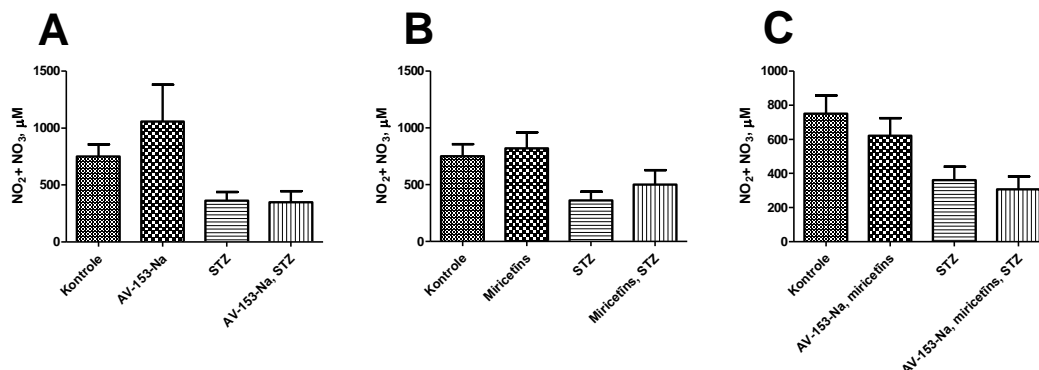 A
NO2+ NO3, µM
1500
1000
500
0
Kontrole
AV-153-Na
STZ
AV-153-Na, STZ
B
NO2+ NO3, µM
1500
1000
500
0
Kontrole
Miricetīns
STZ
Miricetīns, STZ
C
NO2+ NO3, µM
1000
800
600
400
200
0
Kontrole
AV-153-Na, miricetīns
STZ
AV-153-Na, miricetīns, STZ